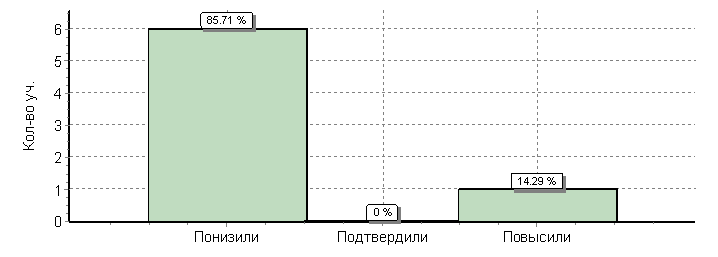 Кол-во уч.
6
5
4
3
2
1
0
85.71 %
0 %
14.29 %
Понизили
Подтвердили
Повысили